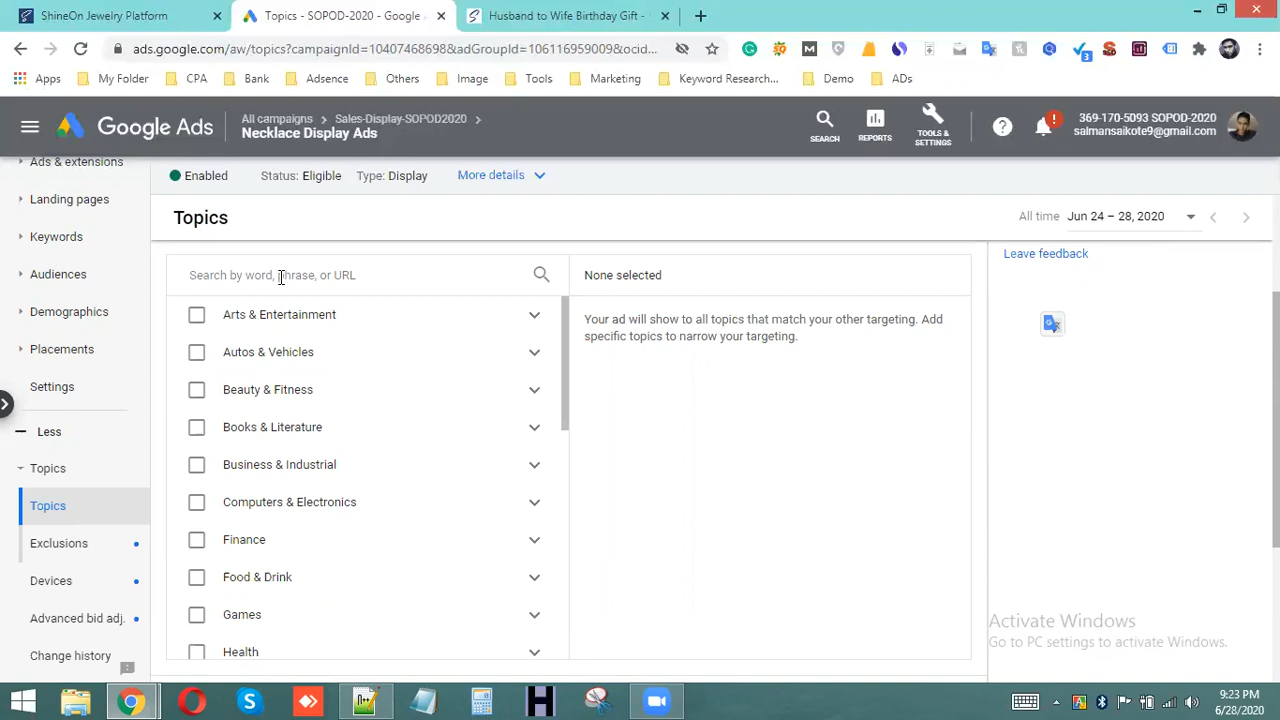 ShineOn Jewelry Platform
Topics - SOPOD-2020 - Google
Husband to Wife Birthday Gift -
ads.google.com/aw/topics?campaignId=10407468698&adGroupId=106116959009&ocid...
3
Apps
My Folder
CPA
Bank
Adsence
Others
Image
Tools
Marketing
Keyword Research...
Demo
ADs
Google Ads
All campaigns > Sales-Display-SOPOD2020 >
Necklace Display Ads
SEARCH
REPORTS
TOOLS &
SETTINGS
369-170-5093 SOPOD-2020
salmansaikote9@gmail.com
Ads & extensions
Landing pages
Keywords
Audiences
Demographics
Placements
Settings
Less
Topics
Topics
Exclusions
Devices
Advanced bid adj.
Change history
Enabled
Status: Eligible
Type: Display
More details
Topics
All time
Jun 24 – 28, 2020
Search by word, phrase, or URL
None selected
Leave feedback
Arts & Entertainment
Autos & Vehicles
Beauty & Fitness
Books & Literature
Business & Industrial
Computers & Electronics
Finance
Food & Drink
Games
Health
Your ad will show to all topics that match your other targeting. Add
specific topics to narrow your targeting.
Activate Windows
Go to PC settings to activate Windows.
9:23 PM
6/28/2020